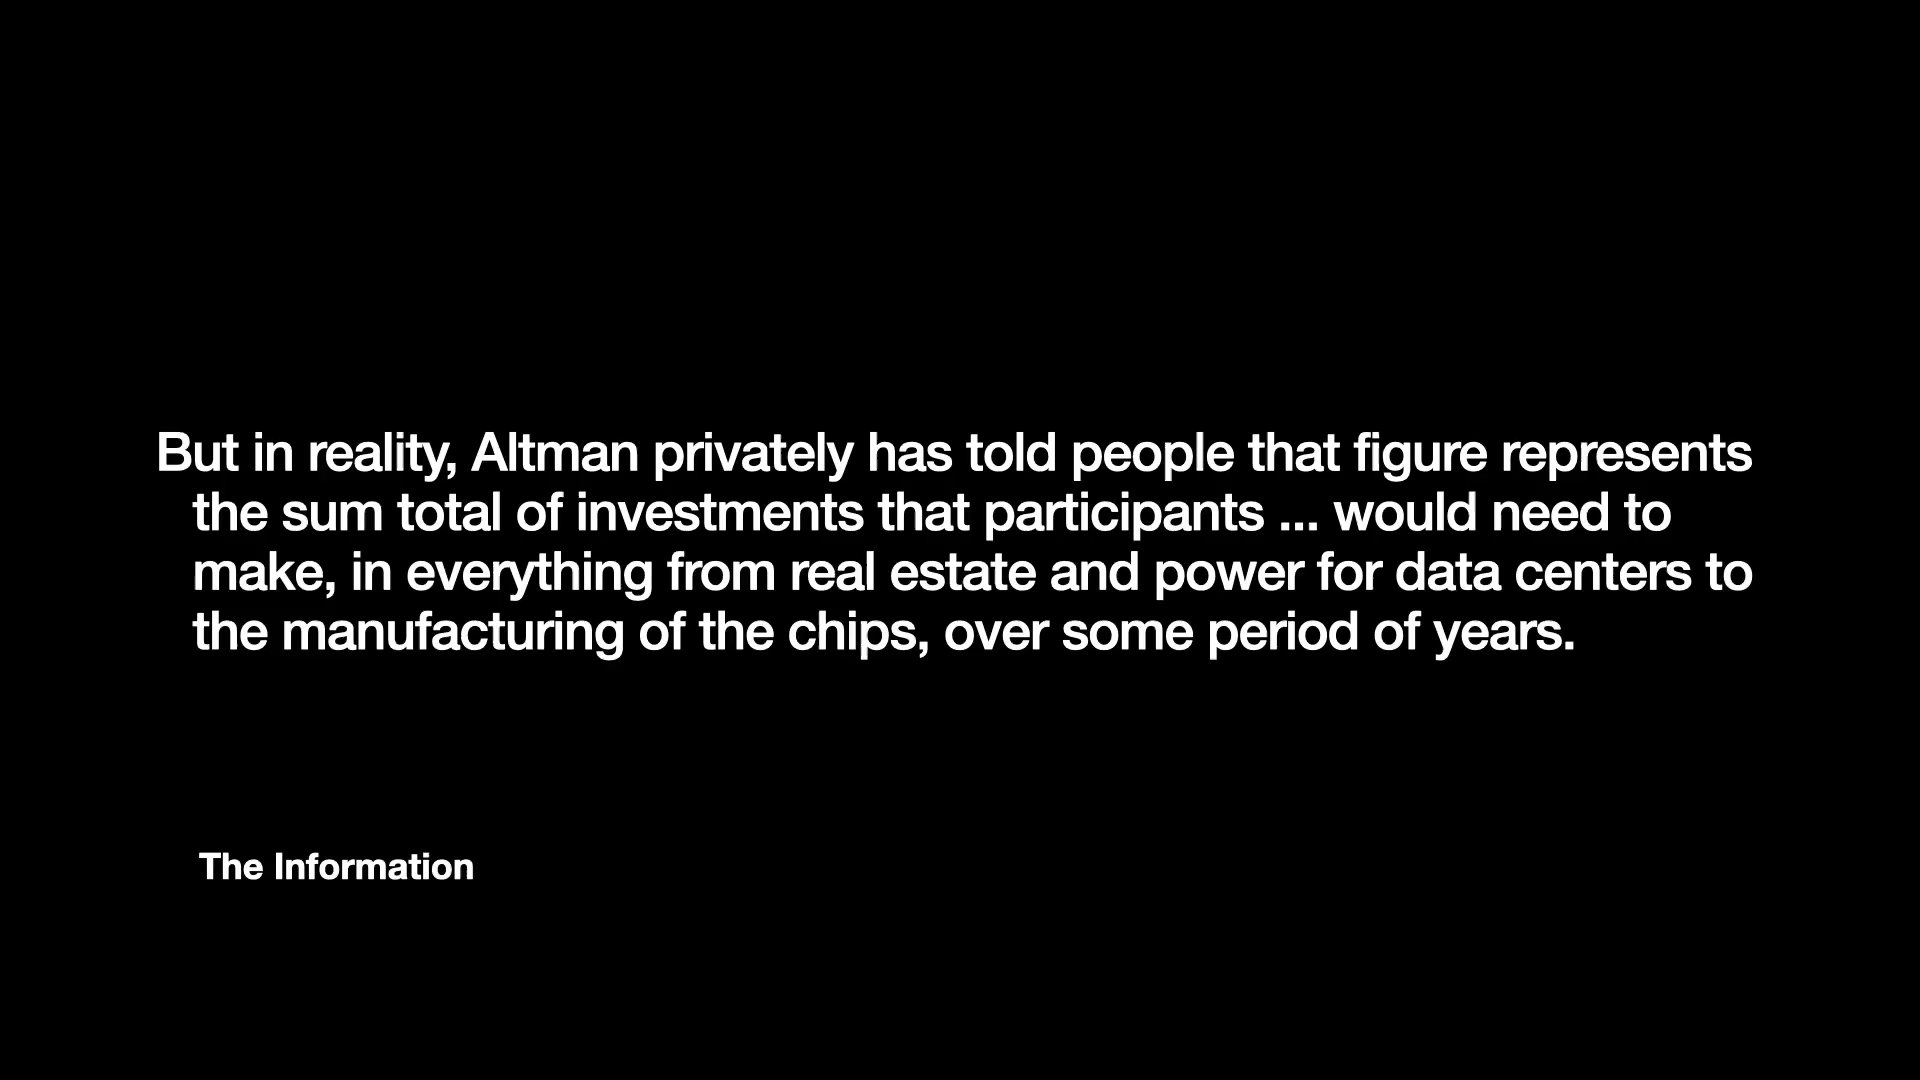 But in reality, Altman privately has told people that figure represents
the sum total of investments that participants ... would need to
make, in everything from real estate and power for data centers to
the manufacturing of the chips, over some period of years.
The Information